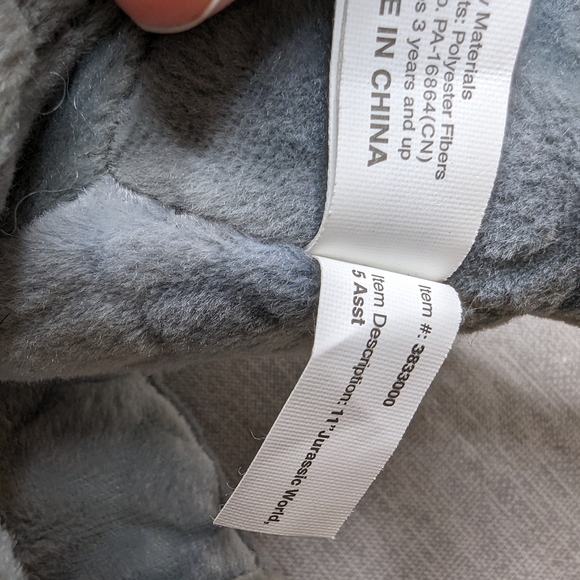 y Materials
ts: Polyester Fibers
o. PA-16864(CN)
s 3 years and up
E IN CHINA
Item #: 3833000
Item Description: 11" Jurassic World,
5 Asst